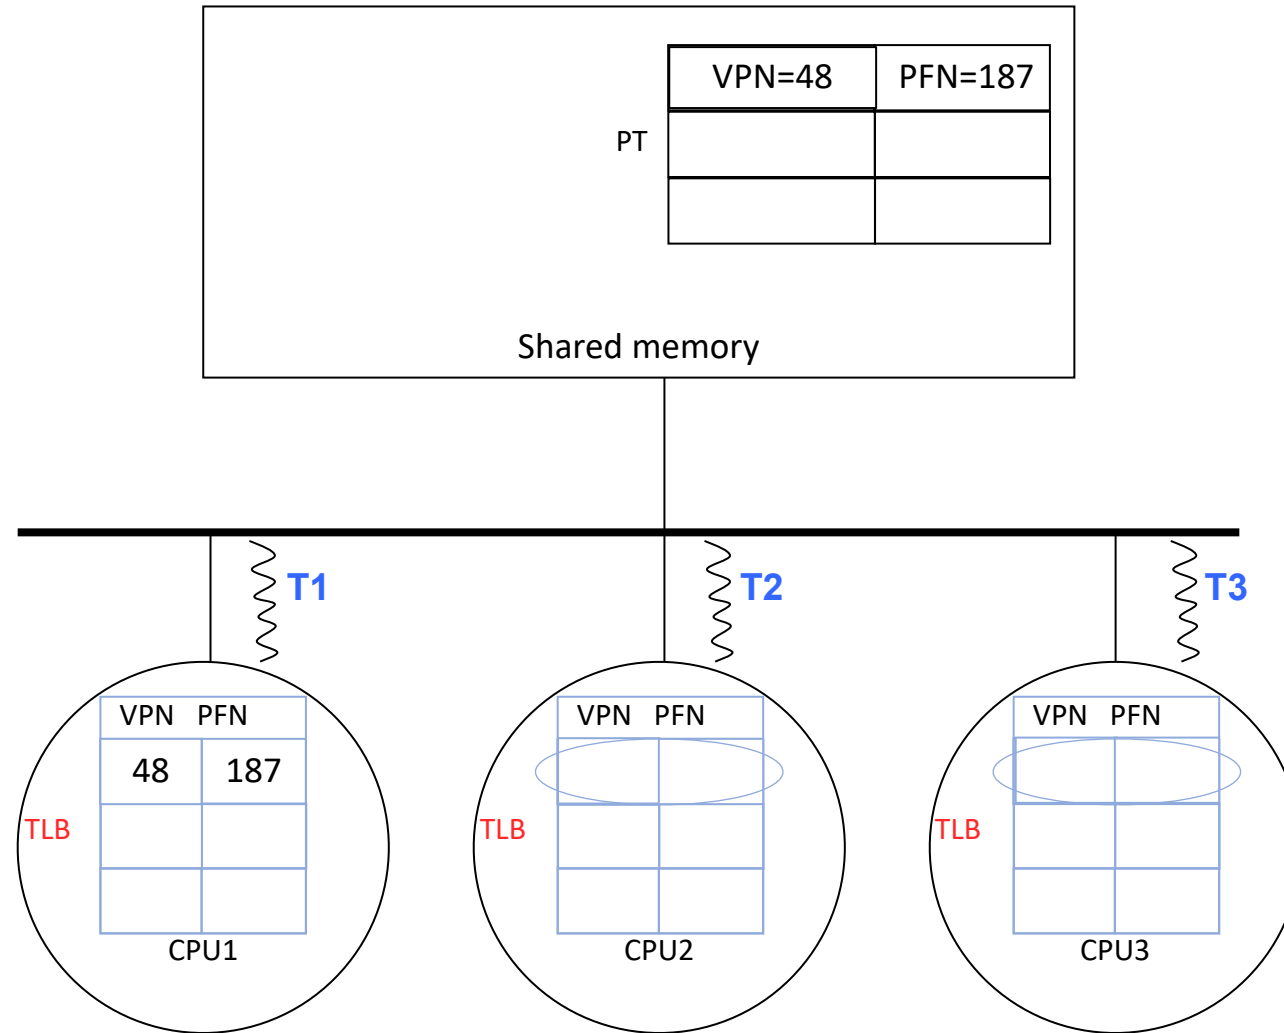 VPN=48 PFN=187
PT
Shared memory
T1 T2 T3
VPN PFN VPN PFN VPN PFN
48 187
TLB TLB TLB
CPU1 CPU2 CPU3